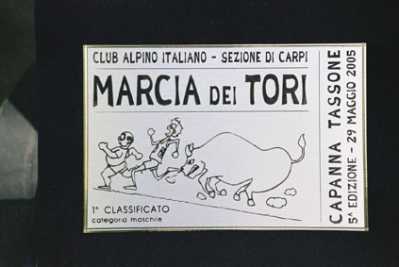 CLUB ALPINO ITALIANO - SEZIONE DI CARPI
MARCIA DEI TORI
1° CLASSIFICATO
categoria maschile
CAPANNA TASSONE
5ª EDIZIONE - 29 MAGGIO 2005